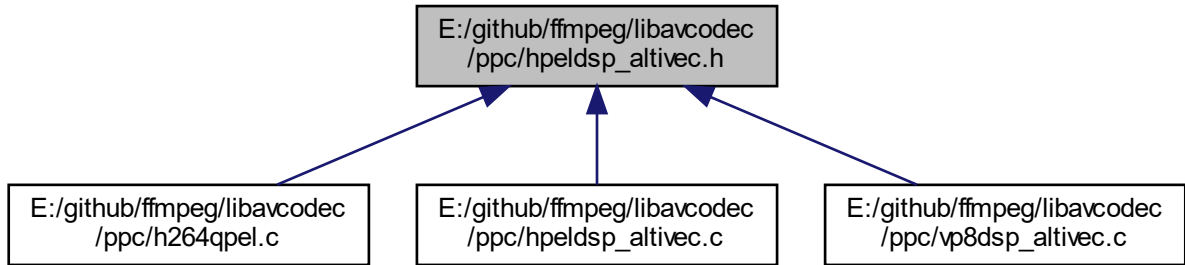 E:/github/ffmpeg/libavcodec
/ppc/hpeldsp_altivec.h
E:/github/ffmpeg/libavcodec
/ppc/h264qpel.c
E:/github/ffmpeg/libavcodec
/ppc/hpeldsp_altivec.c
E:/github/ffmpeg/libavcodec
/ppc/vp8dsp_altivec.c